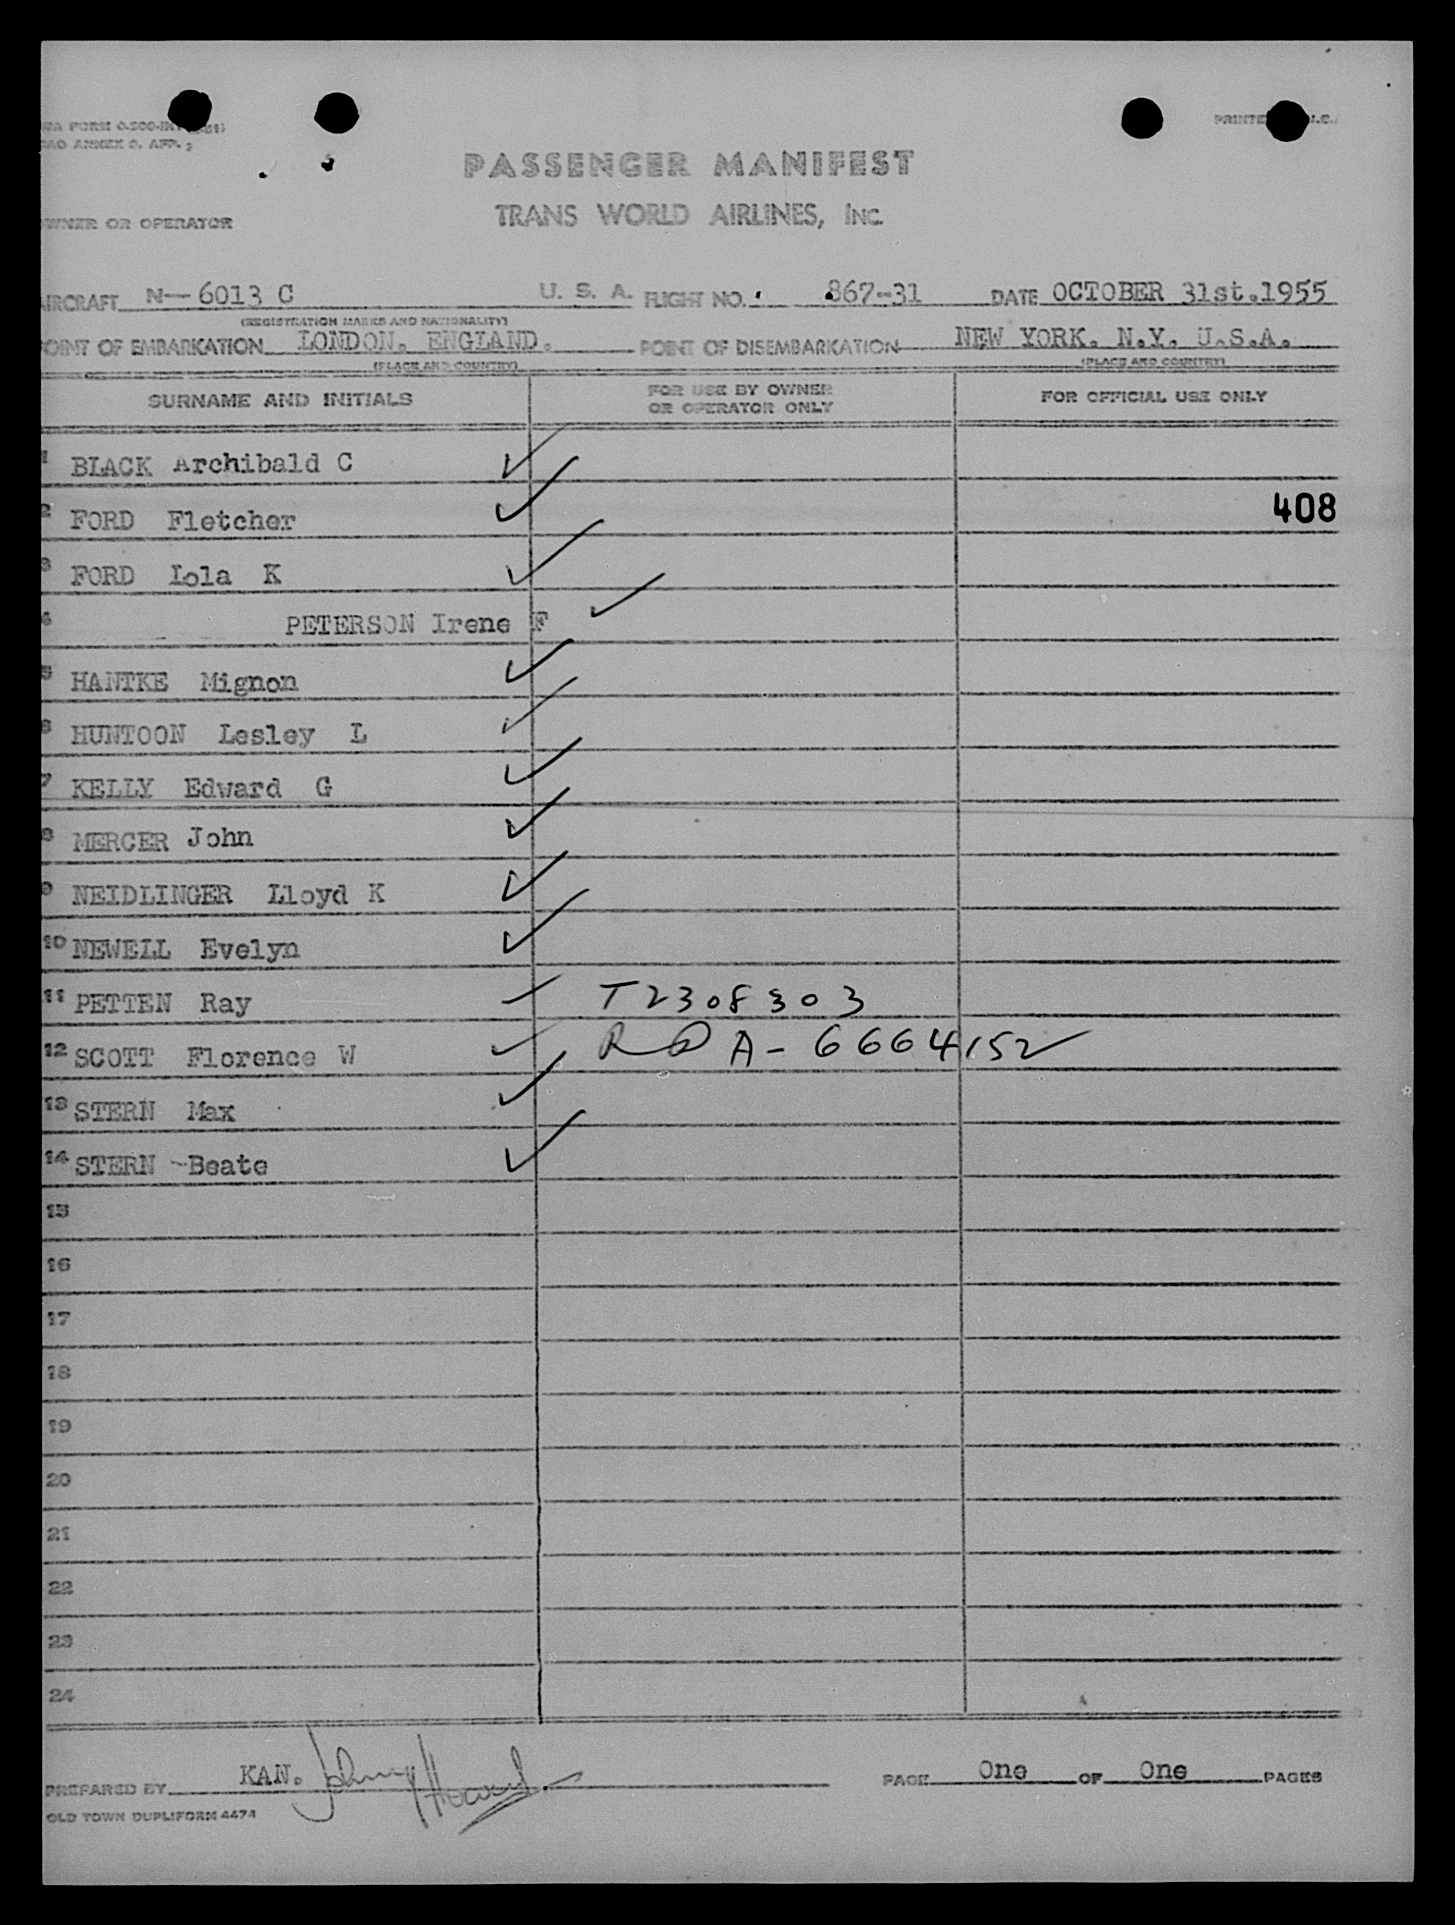 PASSENGER MANIFEST
TRANS WORLD AIRLINES, INC.
OWNER OR OPERATOR
AIRCRAFT N-6013 C U. S. A. FLIGHT NO. 867-31 DATE OCTOBER 31st.1955
(REGISTRATION MARKS AND NATIONALITY)
POINT OF EMBARKATION LONDON. ENGLAND. POINT OF DISEMBARKATION NEW YORK. N.Y. U.S.A.
(PLACE AND COUNTRY) (PLACE AND COUNTRY)
SURNAME AND INITIALS FOR USE BY OWNER OR OPERATOR ONLY FOR OFFICIAL USE ONLY
1 BLACK Archibald C
2 FORD Fletcher 408
3 FORD Lola K
4 PETERSON Irene F
5 HANTKE Mignon
6 HUNTOON Lesley L
7 KELLY Edward G
8 MERCER John
9 NEIDLINGER Lloyd K
10 NEWELL Evelyn
11 PETTEN Ray T2308303
12 SCOTT Florence W A-6664152
13 STERN Max
14 STERN Beate
15
16
17
18
19
20
21
22
23
24
PREPARED BY KAN. Johnny Howard PAGE One OF One PAGES
OLD TOWN DUPLIFORM 4474